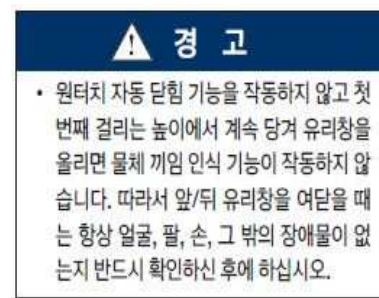 경 고
• 원터치 자동 닫힘 기능을 작동하지 않고 첫
번째 걸리는 높이에서 계속 당겨 유리창을
올리면 물체 끼임 인식 기능이 작동하지 않
습니다. 따라서 앞/뒤 유리창을 여닫을 때
는 항상 얼굴, 팔, 손, 그 밖의 장애물이 없
는지 반드시 확인하신 후에 하십시오.